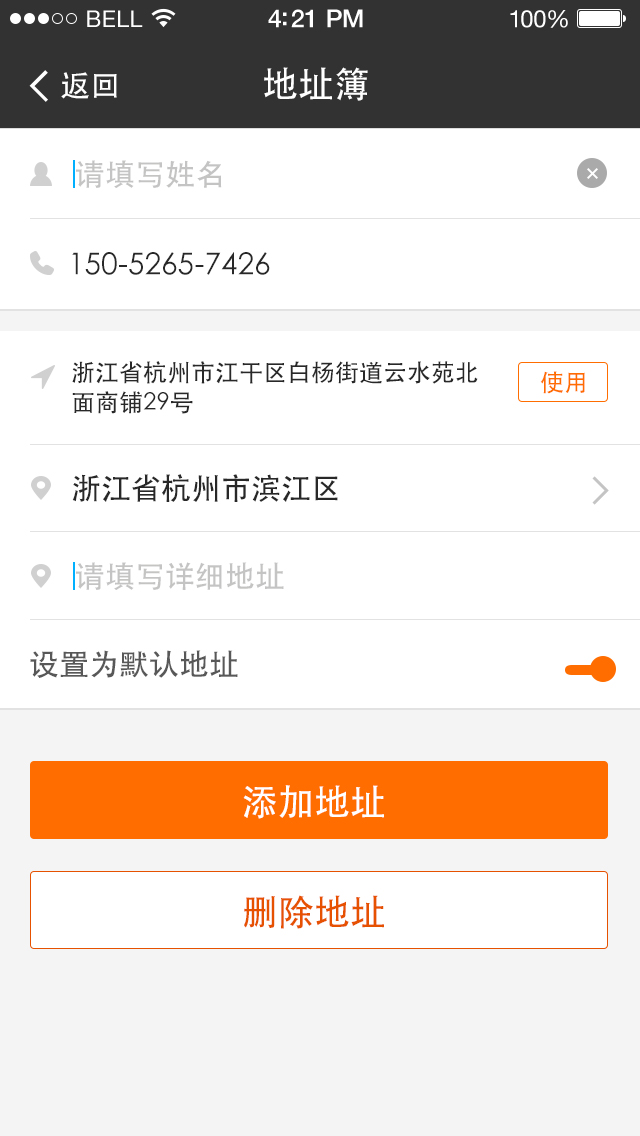 BELL 4:21 PM 100%
返回 地址簿
请填写姓名
150-5265-7426
浙江省杭州市江干区白杨街道云水苑北
面商铺29号
使用
浙江省杭州市滨江区
请填写详细地址
设置为默认地址
添加地址
删除地址